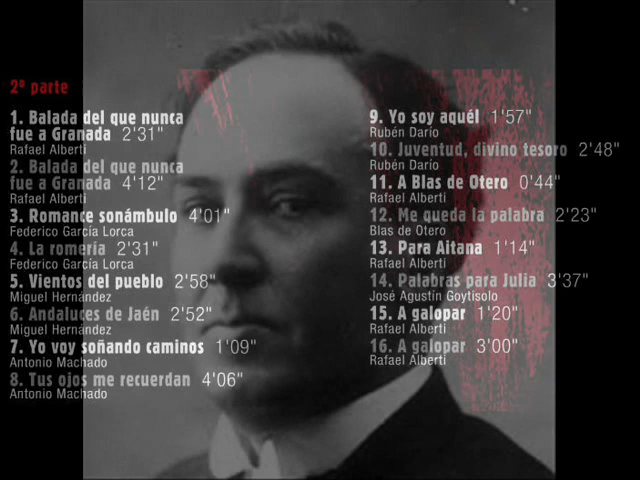 2º parte
1. Balada del que nunca
fue a Granada 2'31"
Rafael Alberti
2. Balada del que nunca
fue a Granada 4'12"
Rafael Alberti
3. Romance sonámbulo 4'01"
Federico García Lorca
4. La romería 2'31"
Federico García Lorca
5. Vientos del pueblo 2'58"
Miguel Hernández
6. Andaluces de Jaén 2'52"
Miguel Hernández
7. Yo voy soñando caminos 1'09"
Antonio Machado
8. Tus ojos me recuerdan 4'06"
Antonio Machado
9. Yo soy aquél 1'57"
Rubén Darío
10. Juventud, divino tesoro 2'48"
Rubén Darío
11. A Blas de Otero 0'44"
Rafael Alberti
12. Me queda la palabra 2'23"
Blas de Otero
13. Para Aitana 1'14"
Rafael Alberti
14. Palabras para Julia 3'37"
José Agustín Goytisolo
15. A galopar 1'20"
Rafael Alberti
16. A galopar 3'00"
Rafael Alberti